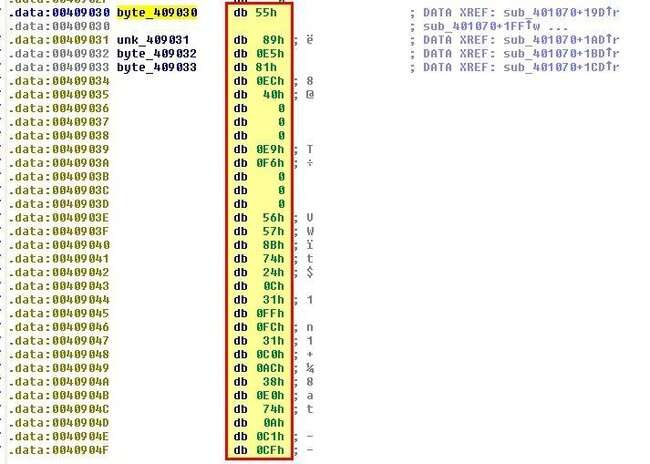 .data:00409030 byte_409030 db 55h ; DATA XREF: sub_401070+19D↑r
.data:00409030 ; sub_401070+1FF↑w ...
.data:00409031 unk_409031 db 89h ; ë ; DATA XREF: sub_401070+1AD↑r
.data:00409032 byte_409032 db 0E5h ; DATA XREF: sub_401070+1BD↑r
.data:00409033 byte_409033 db 81h ; DATA XREF: sub_401070+1CD↑r
.data:00409034 db 0ECh ; 8
.data:00409035 db 40h ; @
.data:00409036 db 0
.data:00409037 db 0
.data:00409038 db 0
.data:00409039 db 0E9h ; T
.data:0040903A db 0F6h ; ÷
.data:0040903B db 0
.data:0040903C db 0
.data:0040903D db 0
.data:0040903E db 56h ; V
.data:0040903F db 57h ; W
.data:00409040 db 8Bh ; ï
.data:00409041 db 74h ; t
.data:00409042 db 24h ; $
.data:00409043 db 0Ch
.data:00409044 db 31h ; 1
.data:00409045 db 0FFh
.data:00409046 db 0FCh ; n
.data:00409047 db 31h ; 1
.data:00409048 db 0C0h ; +
.data:00409049 db 0ACh ; ¼
.data:0040904A db 38h ; 8
.data:0040904B db 0E0h ; a
.data:0040904C db 74h ; t
.data:0040904D db 0Ah
.data:0040904E db 0C1h ; -
.data:0040904F db 0CFh ; -